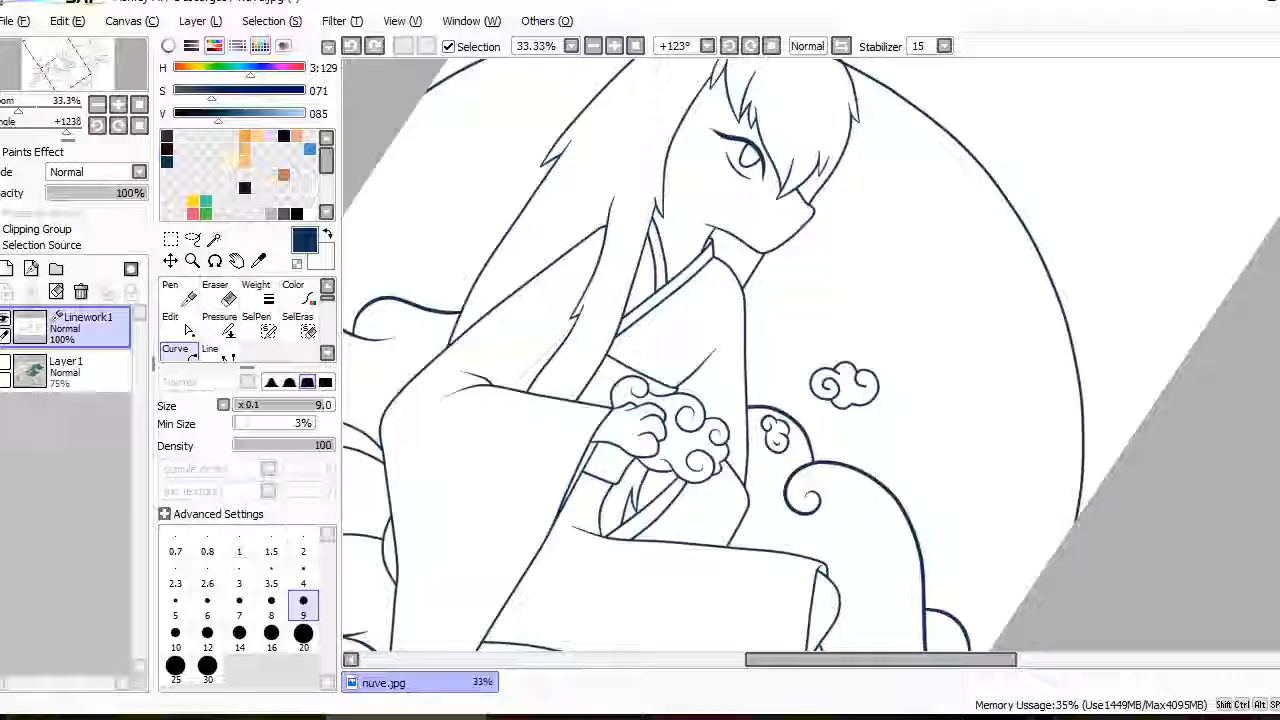 File (F) Edit (E) Canvas (C) Layer (L) Selection (S) Filter (T) View (V) Window (W) Others (O)
Selection 33.33% +123° Normal Stabilizer 15
H 3:129
S 071
V 085
33.3%
+123°
Paints Effect
Normal
100%
Clipping Group
Selection Source
Linework1
Normal
100%
Layer1
Normal
75%
Pen Eraser Weight Color
Edit Pressure SelPen SelEras
Curve Line
Size x 0.1 9.0
Min Size 3%
Density 100
Advanced Settings
0.7 0.8 1 1.5 2
2.3 2.6 3 3.5 4
5 6 7 8 9
10 12 14 16 20
25 30
nuve.jpg 33%
Memory Usage:35% (Use1449MB/Max4095MB) Shift Ctrl Alt